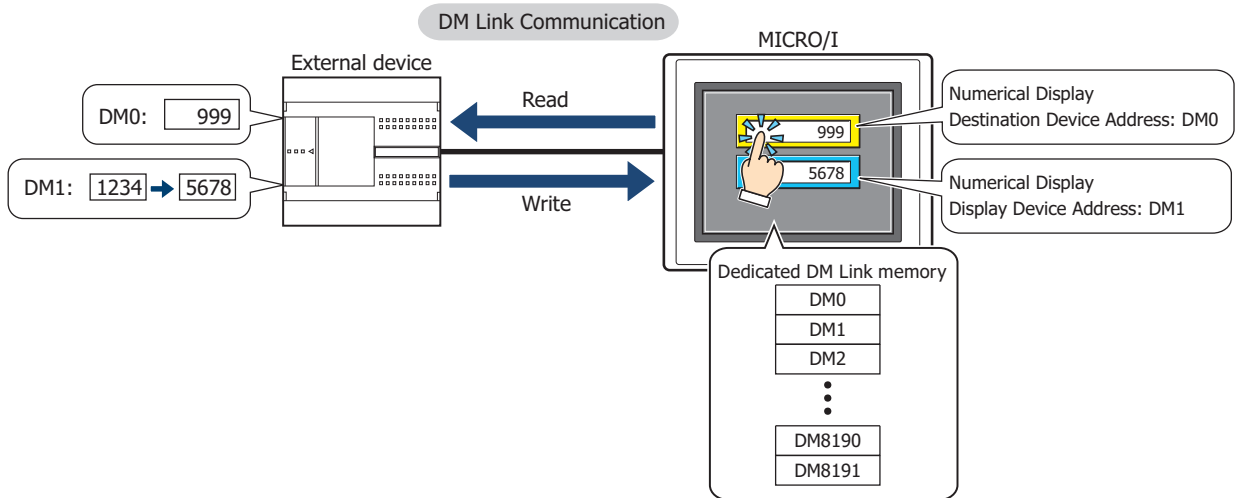 DM Link Communication
MICRO/I
External device
DM0: 999
Read
999
Numerical Display
Destination Device Address: DM0
DM1: 1234 5678
Write
5678
Numerical Display
Display Device Address: DM1
Dedicated DM Link memory
DM0
DM1
DM2
DM8190
DM8191